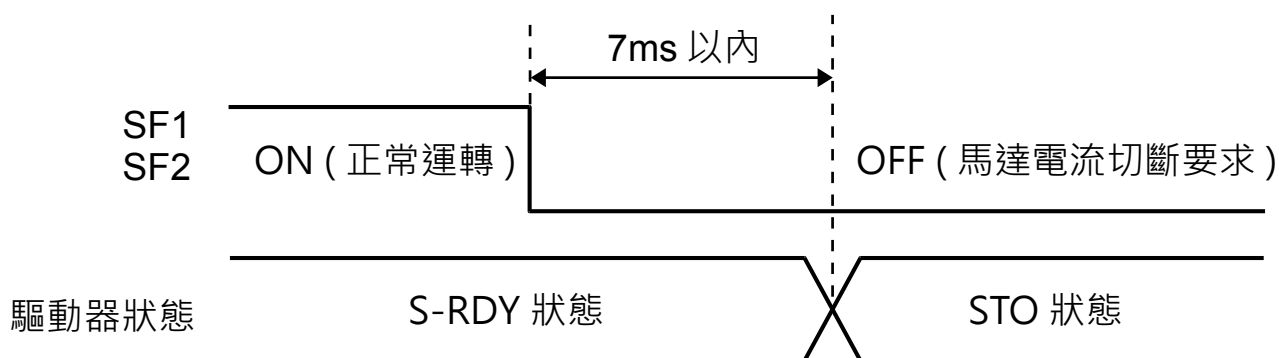 7ms 以內
SF1
SF2
ON ( 正常運轉 )
OFF ( 馬達電流切斷要求 )
驅動器狀態
S-RDY 狀態
STO 狀態